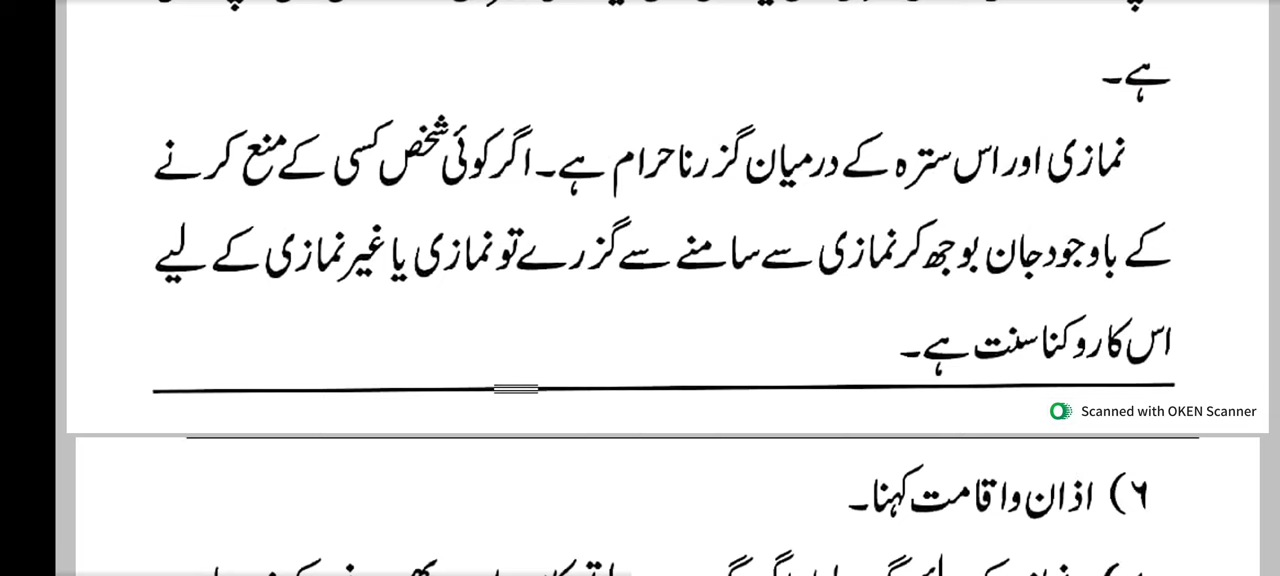 ہے۔
نمازی اور اس سترہ کے درمیان گزرنا حرام ہے۔ اگر کوئی شخص کسی کے منع کرنے
کے باوجود جان بوجھ کر نمازی سے سامنے سے گزرے تو نمازی یا غیر نمازی کے لیے
اس کا روکنا سنت ہے۔
Scanned with OKEN Scanner
۶) اذان واقامت کہنا۔